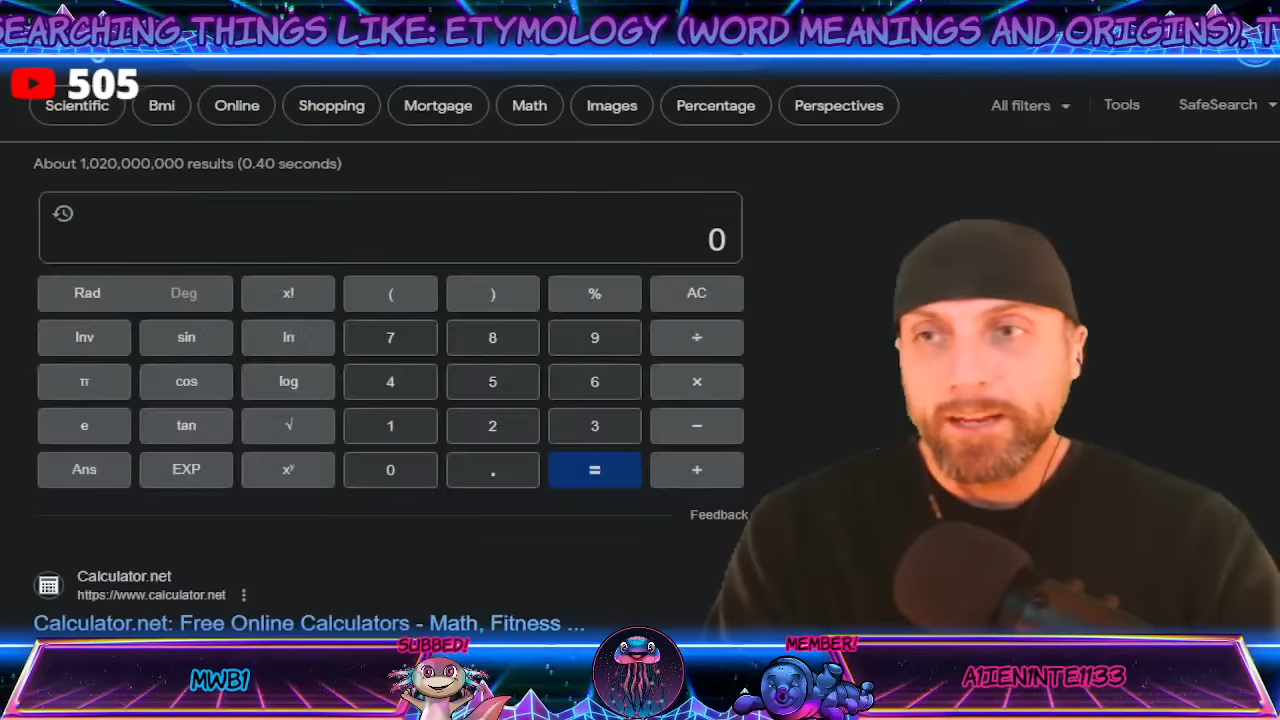 SEARCHING THINGS LIKE: ETYMOLOGY (WORD MEANINGS AND ORIGINS), T
505
Scientific Bmi Online Shopping Mortgage Math Images Percentage Perspectives All filters Tools SafeSearch
About 1,020,000,000 results (0.40 seconds)
0
Rad Deg x! ( ) % AC
Inv sin ln 7 8 9 ÷
π cos log 4 5 6 ×
e tan √ 1 2 3 −
Ans EXP xʸ 0 . = +
Feedback
Calculator.net
https://www.calculator.net
Calculator.net: Free Online Calculators - Math, Fitness ...
SUBBED! MEMBER!
MWB1 A1IEN1NTE1133